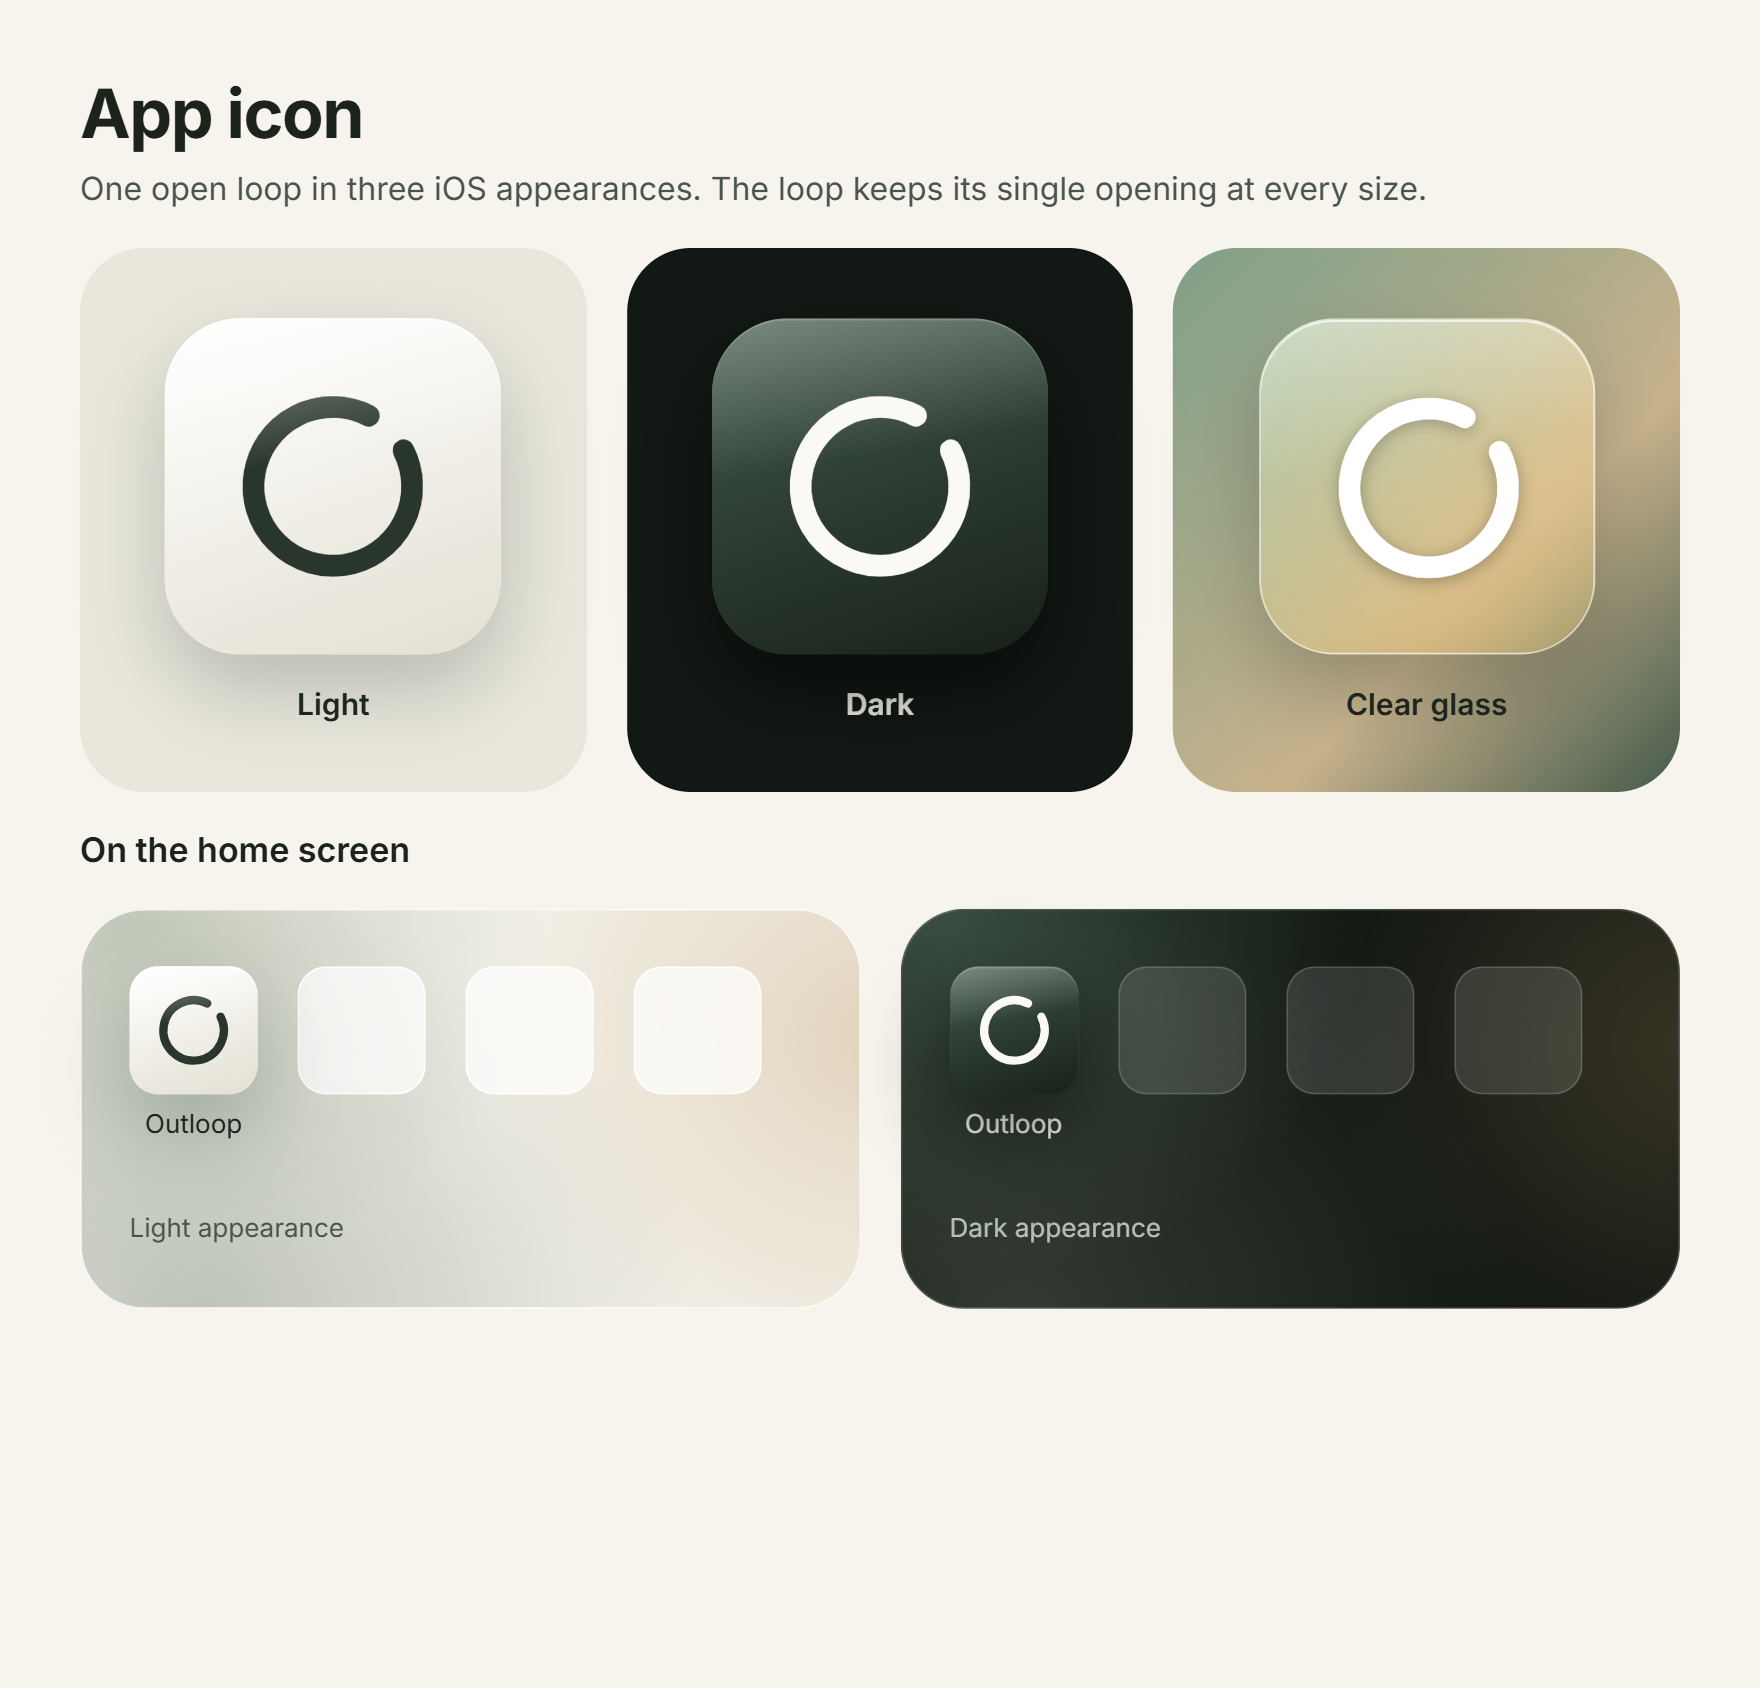 App icon
One open loop in three iOS appearances. The loop keeps its single opening at every size.
Light
Dark
Clear glass
On the home screen
Outloop
Light appearance
Outloop
Dark appearance